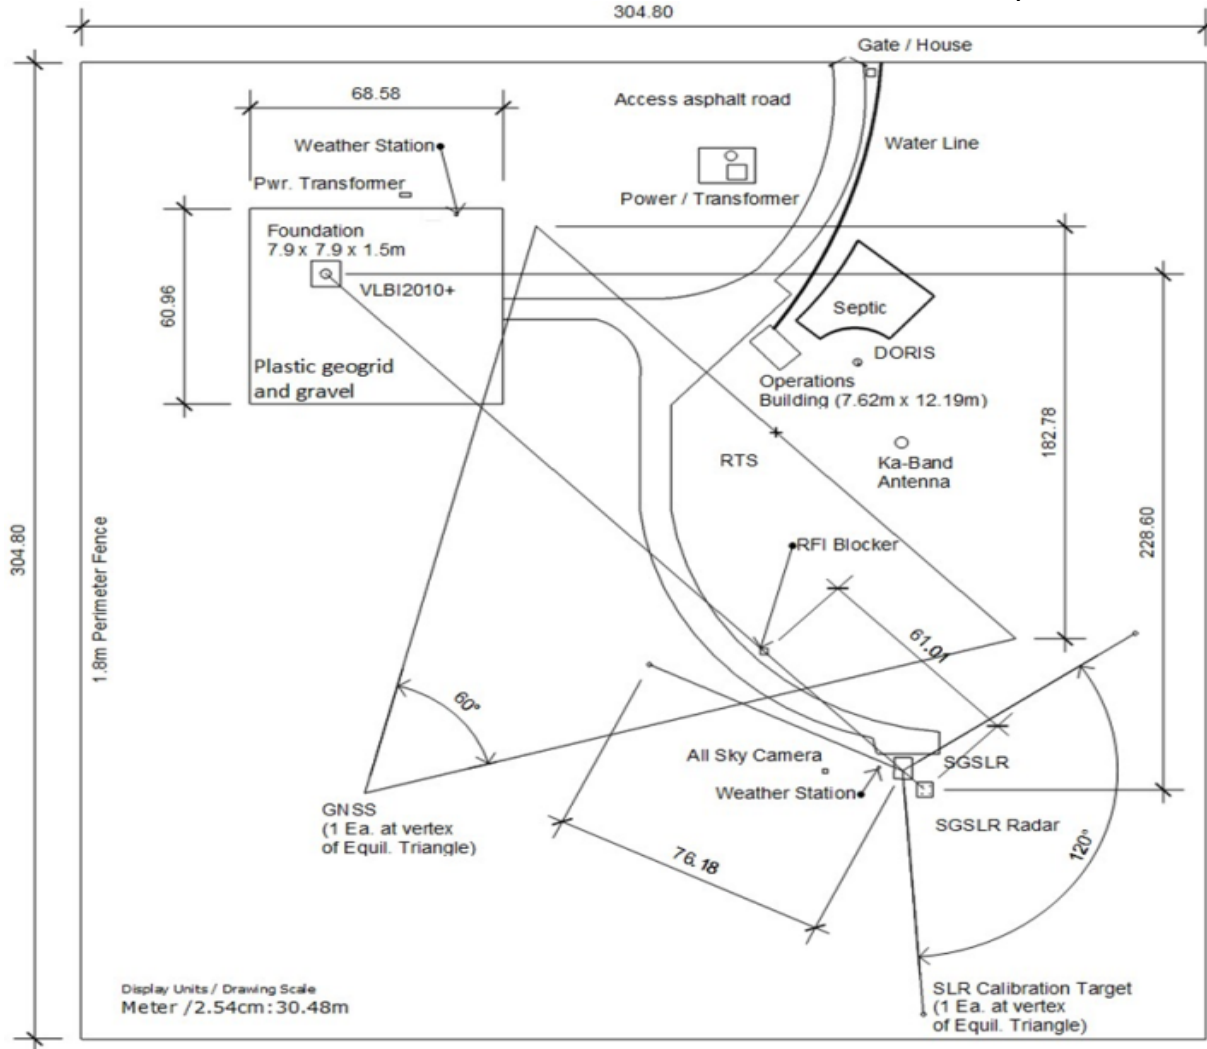 304.80
Gate / House
68.58
Access asphalt road
Weather Station
Water Line
Pwr. Transformer
Power / Transformer
Foundation
7.9 x 7.9 x 1.5m
VLBI2010+
60.96
Septic
Plastic geogrid
and gravel
DORIS
Operations
Building (7.62m x 12.19m)
182.78
RTS
Ka-Band
Antenna
228.60
304.80
1.8m Perimeter Fence
RFI Blocker
61.01
60°
All Sky Camera
SGSLR
Weather Station
GNSS
(1 Ea. at vertex
of Equil. Triangle)
SGSLR Radar
120°
76.18
Display Units / Drawing Scale
Meter /2.54cm:30.48m
SLR Calibration Target
(1 Ea. at vertex
of Equil. Triangle)